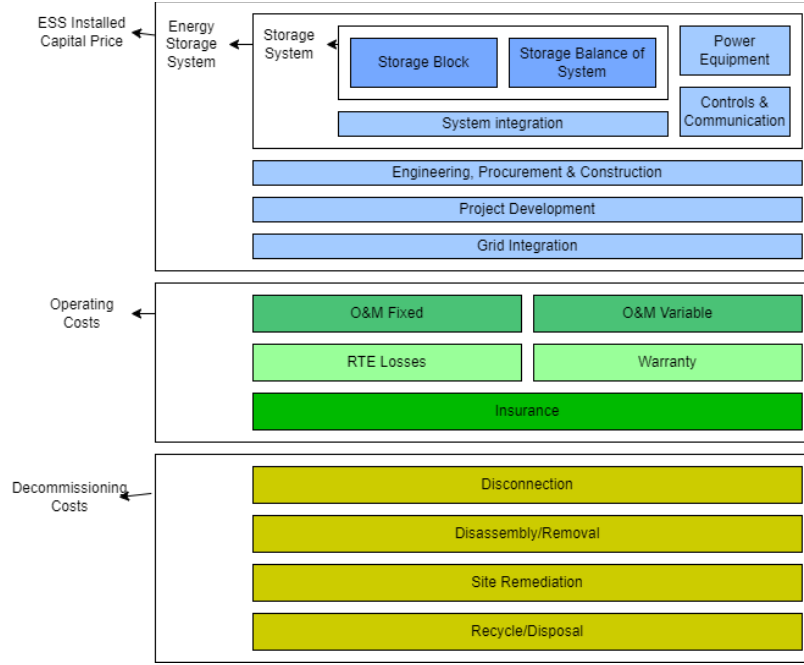 ESS Installed
Capital Price
Energy
Storage
System
Storage
System
Storage Block
Storage Balance of
System
Power
Equipment
System integration
Controls &
Communication
Engineering, Procurement & Construction
Project Development
Grid Integration
Operating
Costs
O&M Fixed
O&M Variable
RTE Losses
Warranty
Insurance
Decommissioning
Costs
Disconnection
Disassembly/Removal
Site Remediation
Recycle/Disposal